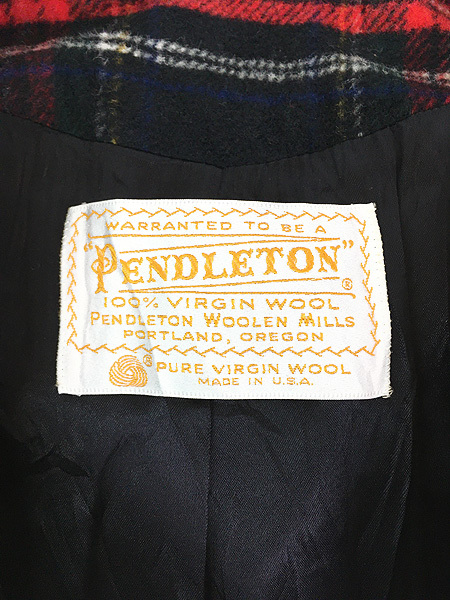 WARRANTED TO BE A
"PENDLETON"®
100% VIRGIN WOOL
PENDLETON WOOLEN MILLS
PORTLAND, OREGON
® PURE VIRGIN WOOL
MADE IN U.S.A.